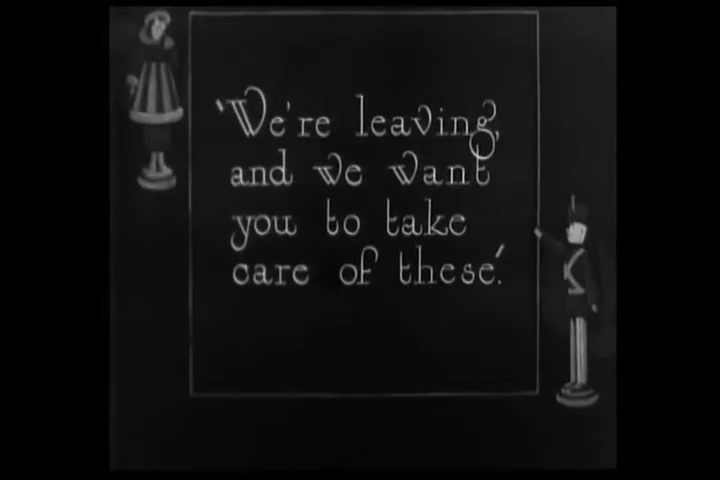 'We're leaving,
and we want
you to take
care of these'.